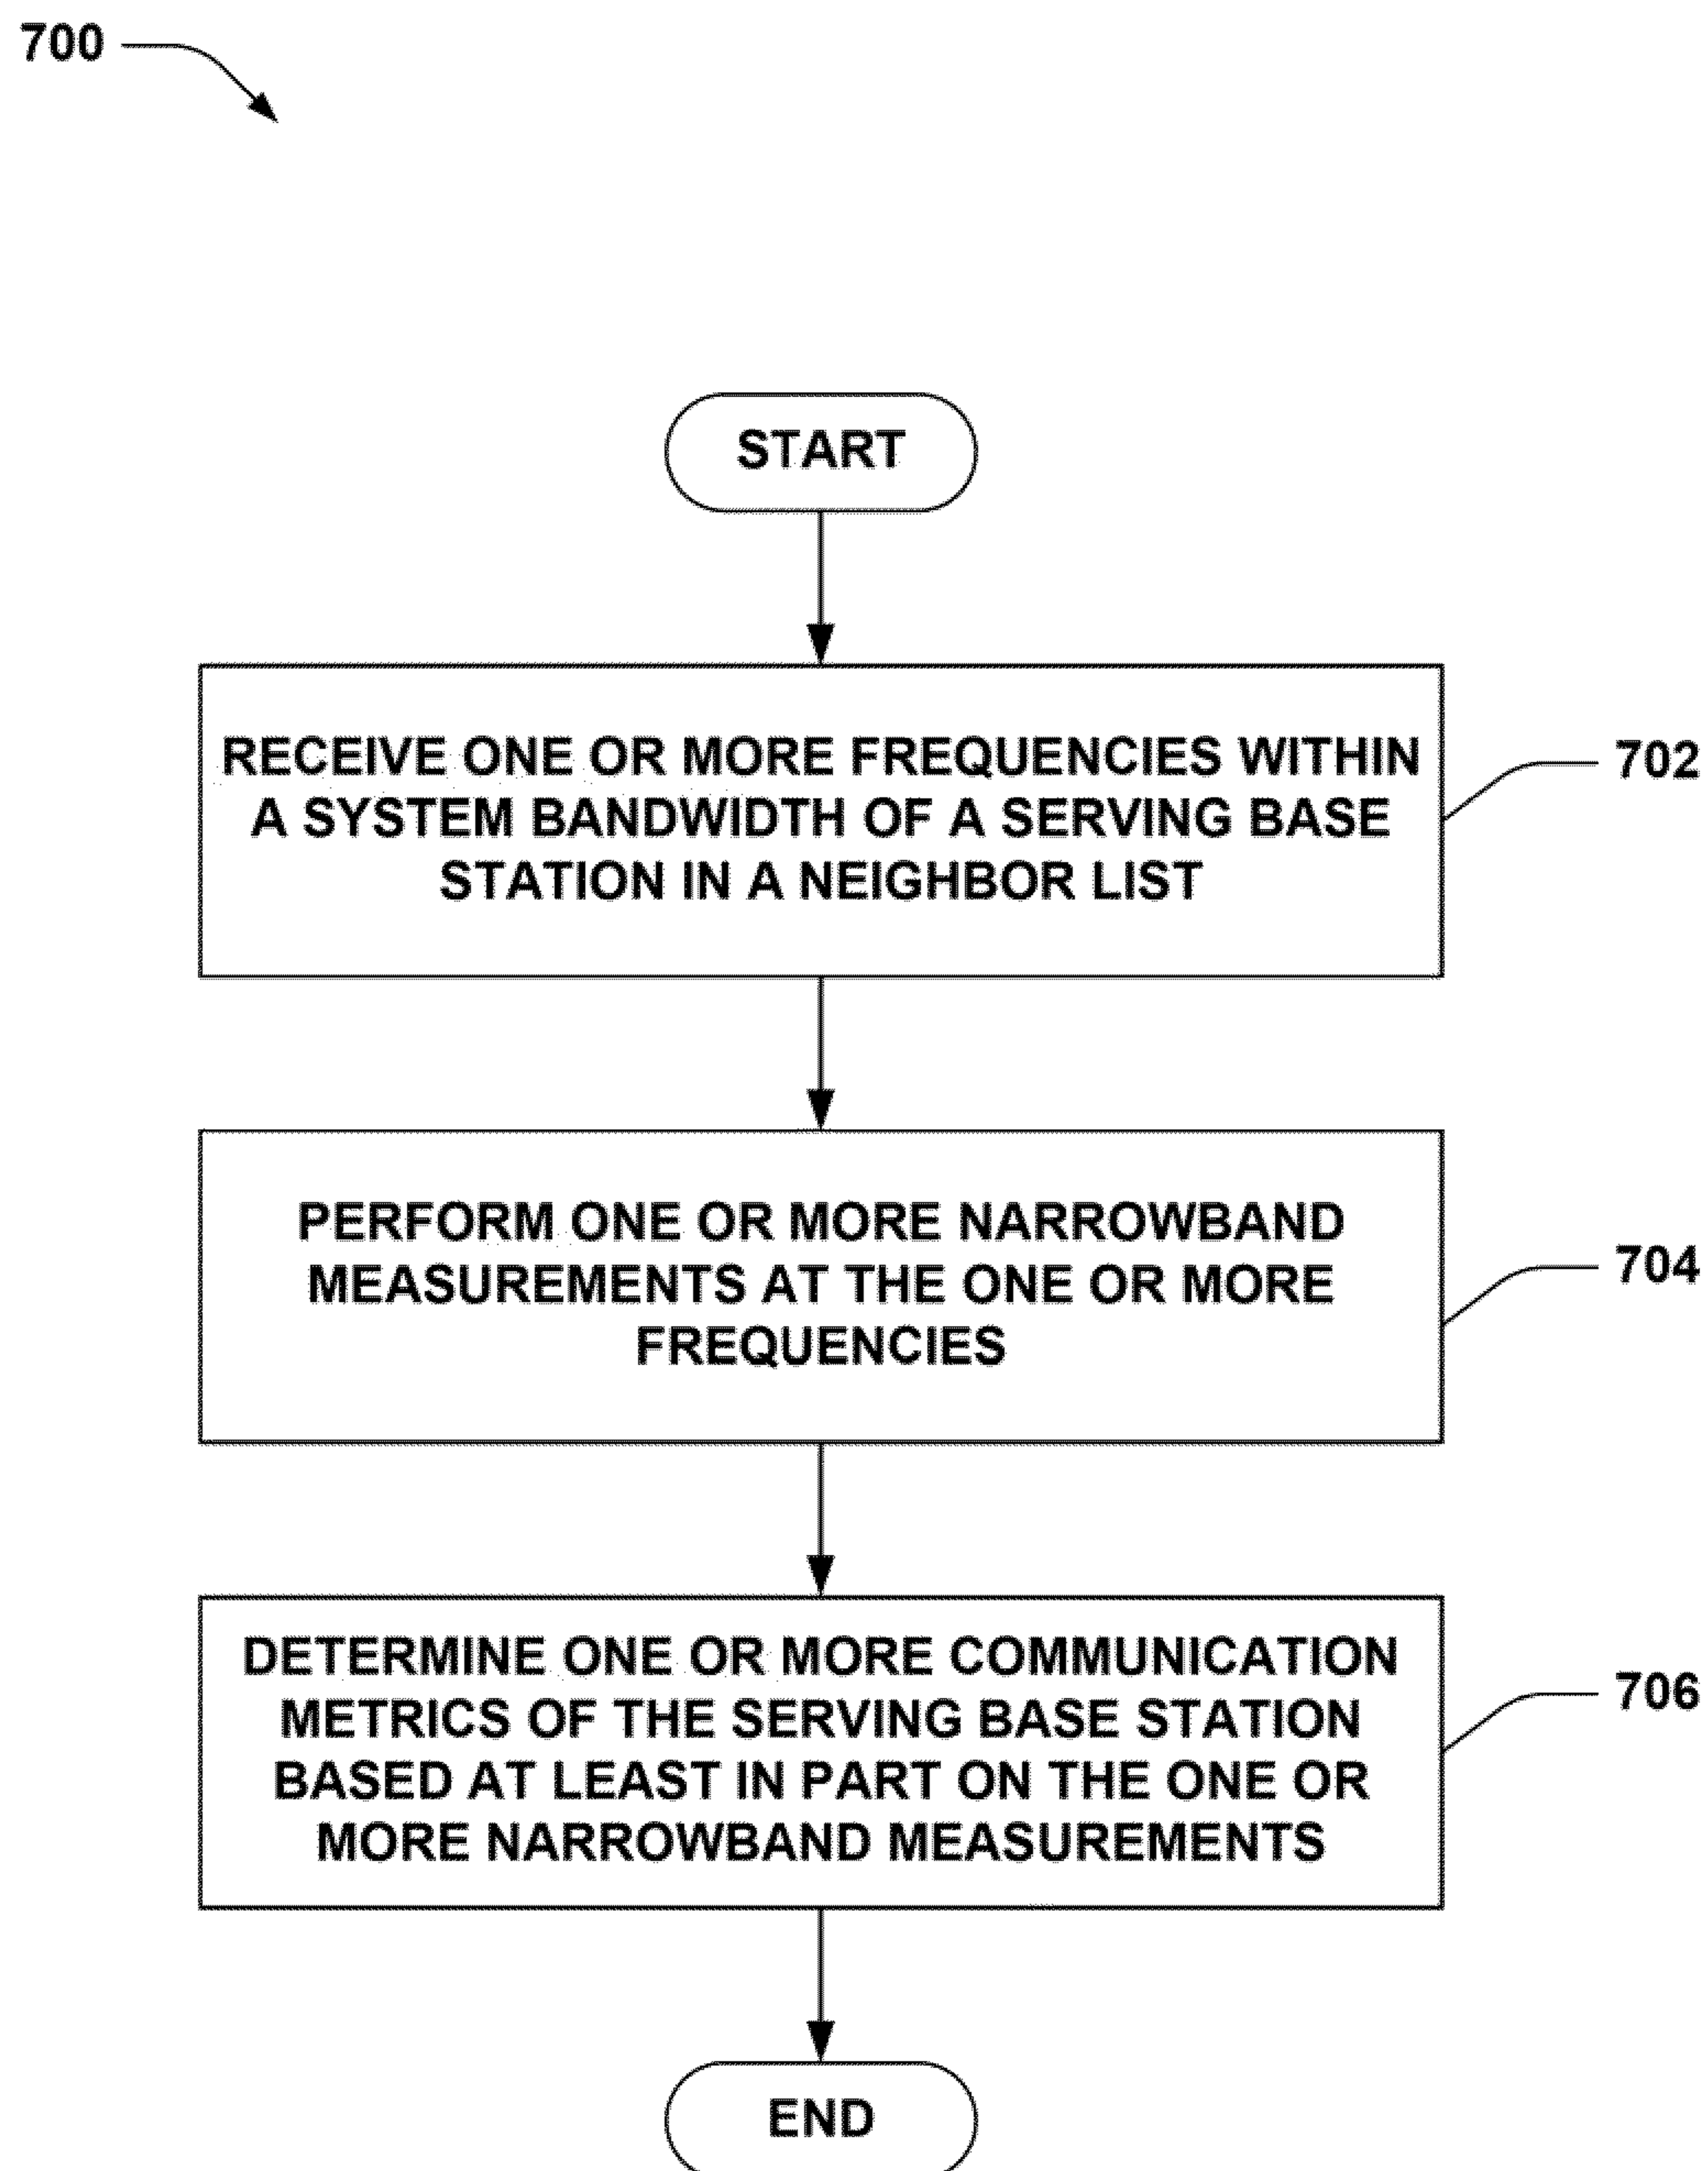 700
START
RECEIVE ONE OR MORE FREQUENCIES WITHIN
A SYSTEM BANDWIDTH OF A SERVING BASE
STATION IN A NEIGHBOR LIST
702
PERFORM ONE OR MORE NARROWBAND
MEASUREMENTS AT THE ONE OR MORE
FREQUENCIES
704
DETERMINE ONE OR MORE COMMUNICATION
METRICS OF THE SERVING BASE STATION
BASED AT LEAST IN PART ON THE ONE OR
MORE NARROWBAND MEASUREMENTS
706
END